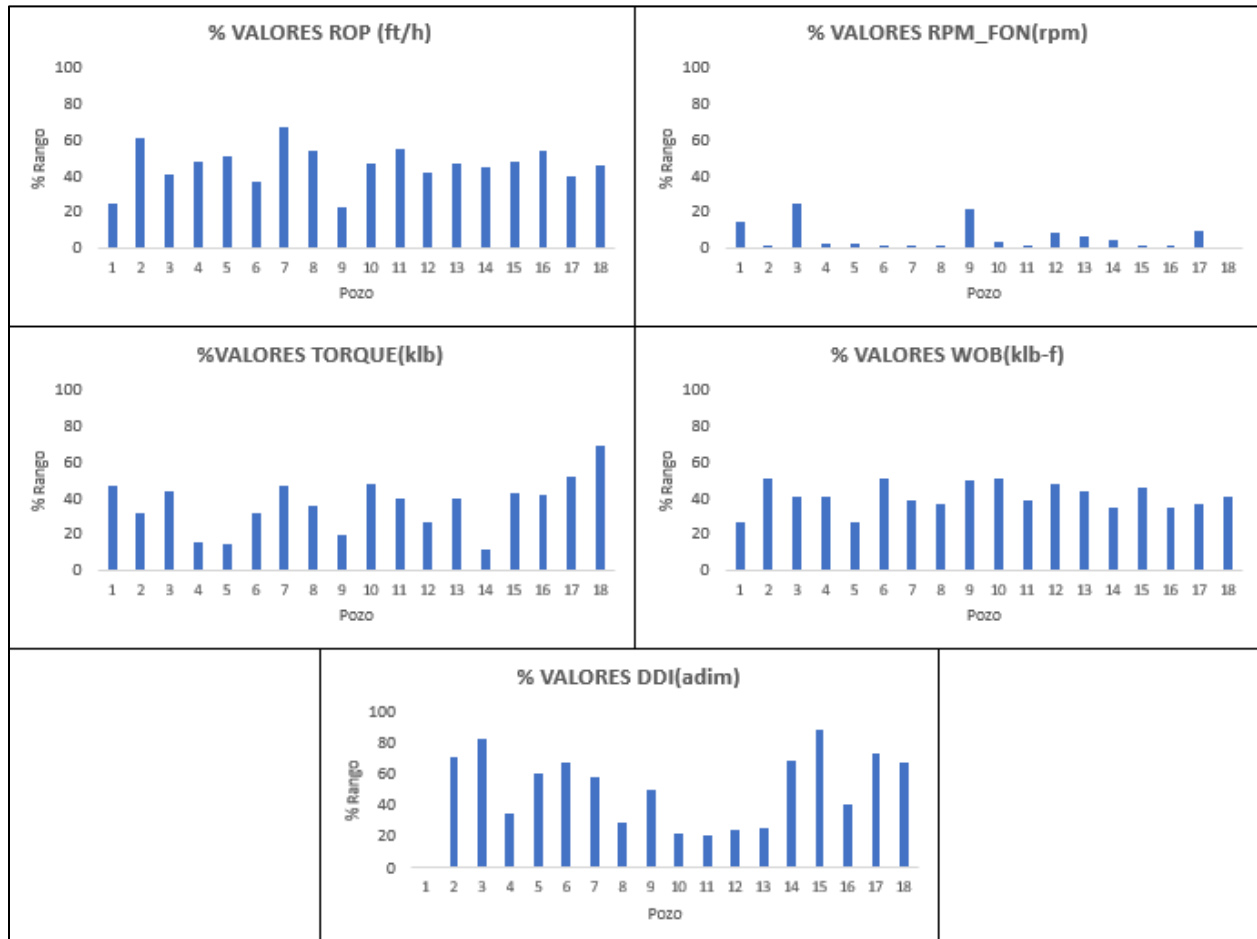 % VALORES ROP (ft/h)
100
80
60
40
20
0
% Rango
1 2 3 4 5 6 7 8 9 10 11 12 13 14 15 16 17 18
Pozo
% VALORES RPM_FON(rpm)
100
80
60
40
20
0
% Rango
1 2 3 4 5 6 7 8 9 10 11 12 13 14 15 16 17 18
Pozo
%VALORES TORQUE(klb)
100
80
60
40
20
0
% Rango
1 2 3 4 5 6 7 8 9 10 11 12 13 14 15 16 17 18
Pozo
% VALORES WOB(klb-f)
100
80
60
40
20
0
% Rango
1 2 3 4 5 6 7 8 9 10 11 12 13 14 15 16 17 18
Pozo
% VALORES DDI(adim)
100
80
60
40
20
0
% Rango
1 2 3 4 5 6 7 8 9 10 11 12 13 14 15 16 17 18
Pozo